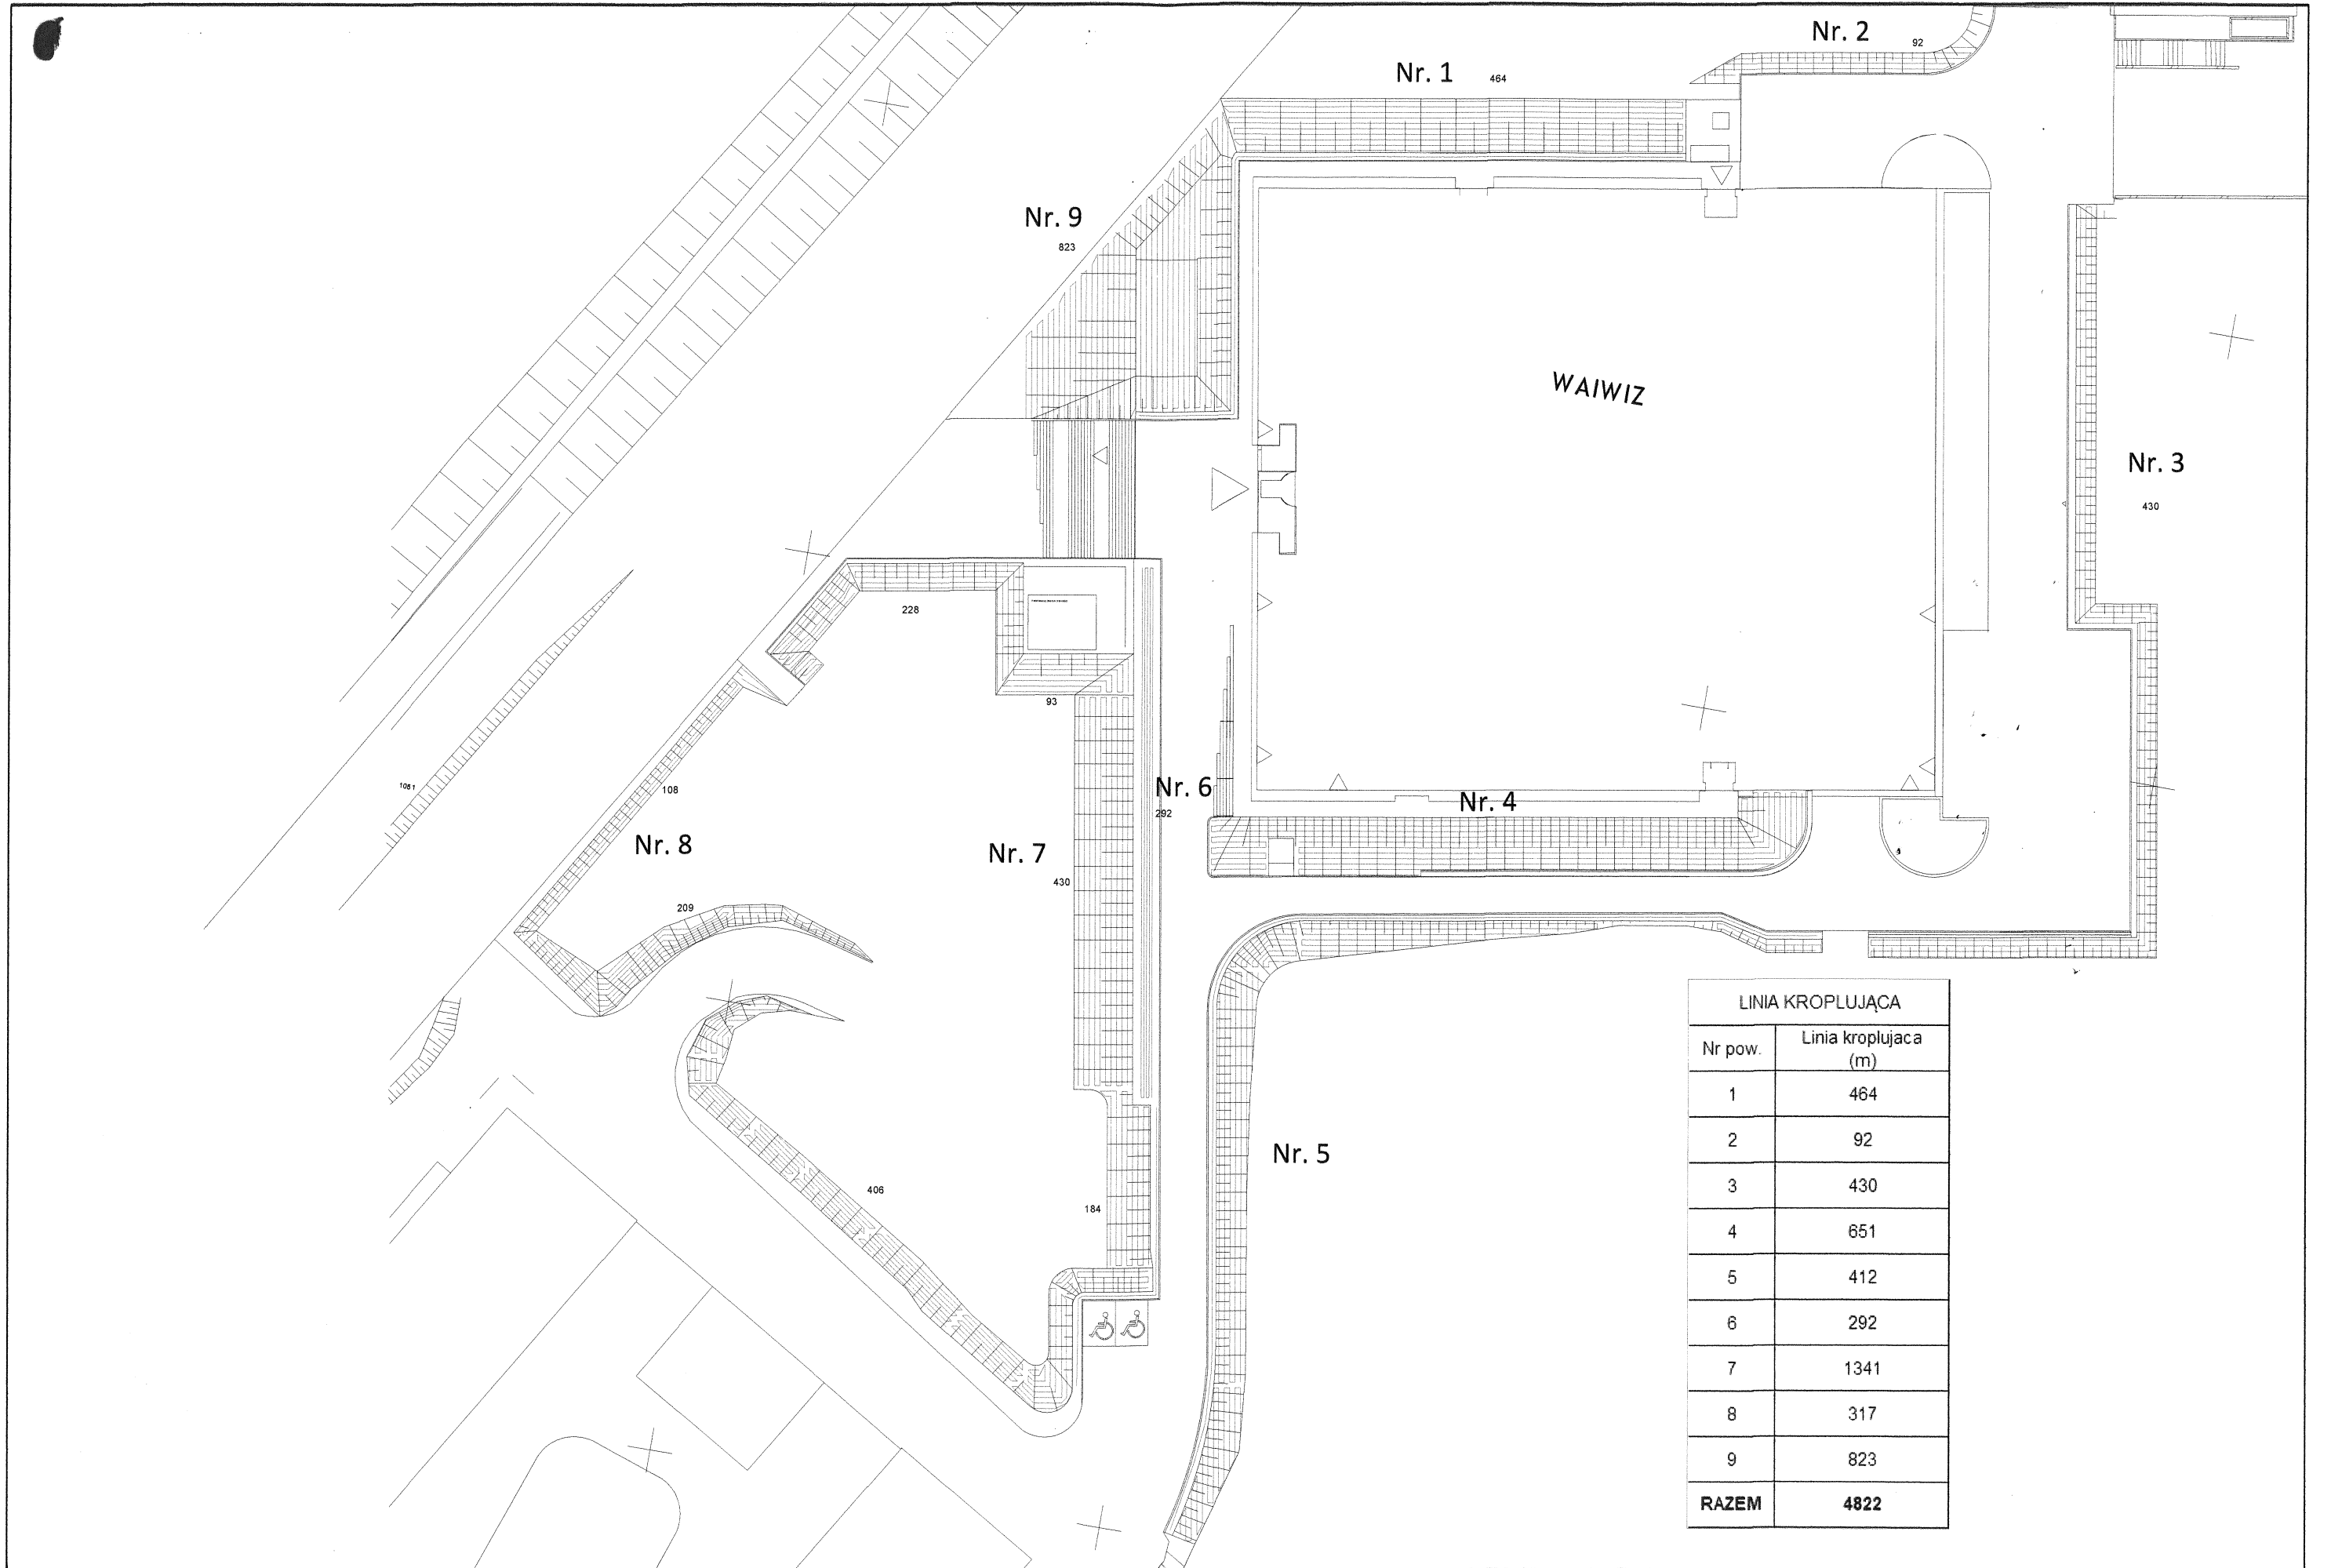 Nr. 2
92
Nr. 1
464
Nr. 9
823
WAIWIZ
Nr. 3
430
228
93
1051
108
Nr. 6
292
Nr. 4
Nr. 8
Nr. 7
430
209
Nr. 5
406
184
LINIA KROPLUJĄCA
Nr pow. Linia kroplujaca (m)
1 464
2 92
3 430
4 651
5 412
6 292
7 1341
8 317
9 823
RAZEM 4822